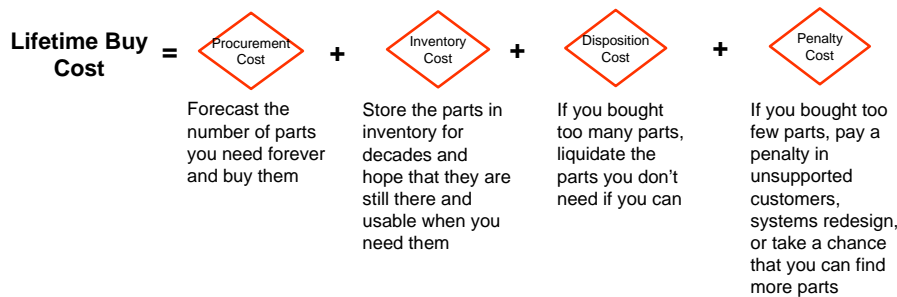 Lifetime Buy
Cost
=
Procurement
Cost
+
Inventory
Cost
+
Disposition
Cost
+
Penalty
Cost
Forecast the
number of parts
you need forever
and buy them
Store the parts in
inventory for
decades and
hope that they are
still there and
usable when you
need them
If you bought
too many parts,
liquidate the
parts you don't
need if you can
If you bought too
few parts, pay a
penalty in
unsupported
customers,
systems redesign,
or take a chance
that you can find
more parts